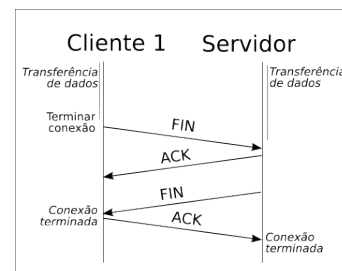 Cliente 1 Servidor
Transferência
de dados
Transferência
de dados
Terminar
conexão
FIN
ACK
FIN
Conexão
terminada
ACK
Conexão
terminada